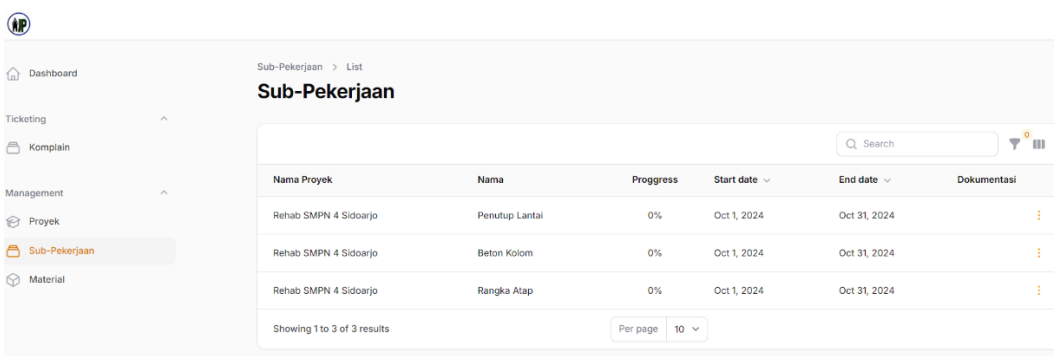 JP
Dashboard
Ticketing
Komplain
Management
Proyek
Sub-Pekerjaan
Material
Sub-Pekerjaan > List
Sub-Pekerjaan
Search 0
Nama Proyek Nama Proggress Start date End date Dokumentasi
Rehab SMPN 4 Sidoarjo Penutup Lantai 0% Oct 1, 2024 Oct 31, 2024
Rehab SMPN 4 Sidoarjo Beton Kolom 0% Oct 1, 2024 Oct 31, 2024
Rehab SMPN 4 Sidoarjo Rangka Atap 0% Oct 1, 2024 Oct 31, 2024
Showing 1 to 3 of 3 results Per page 10